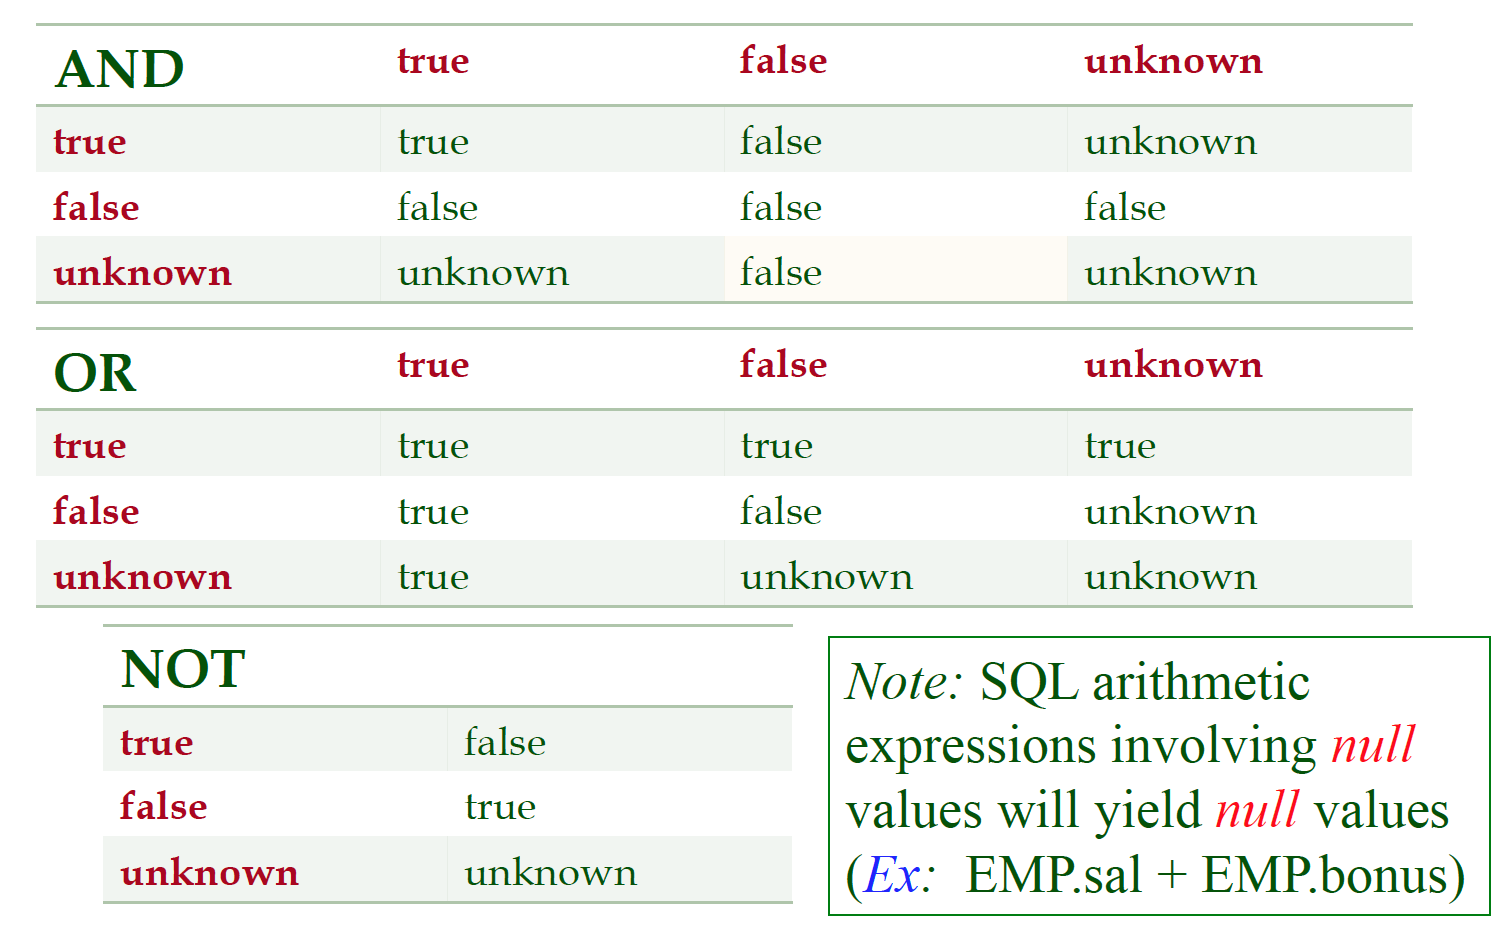 AND true false unknown
true true false unknown
false false false false
unknown unknown false unknown
OR true false unknown
true true true true
false true false unknown
unknown true unknown unknown
NOT
true false
false true
unknown unknown
Note: SQL arithmetic
expressions involving null
values will yield null values
(Ex: EMP.sal + EMP.bonus)